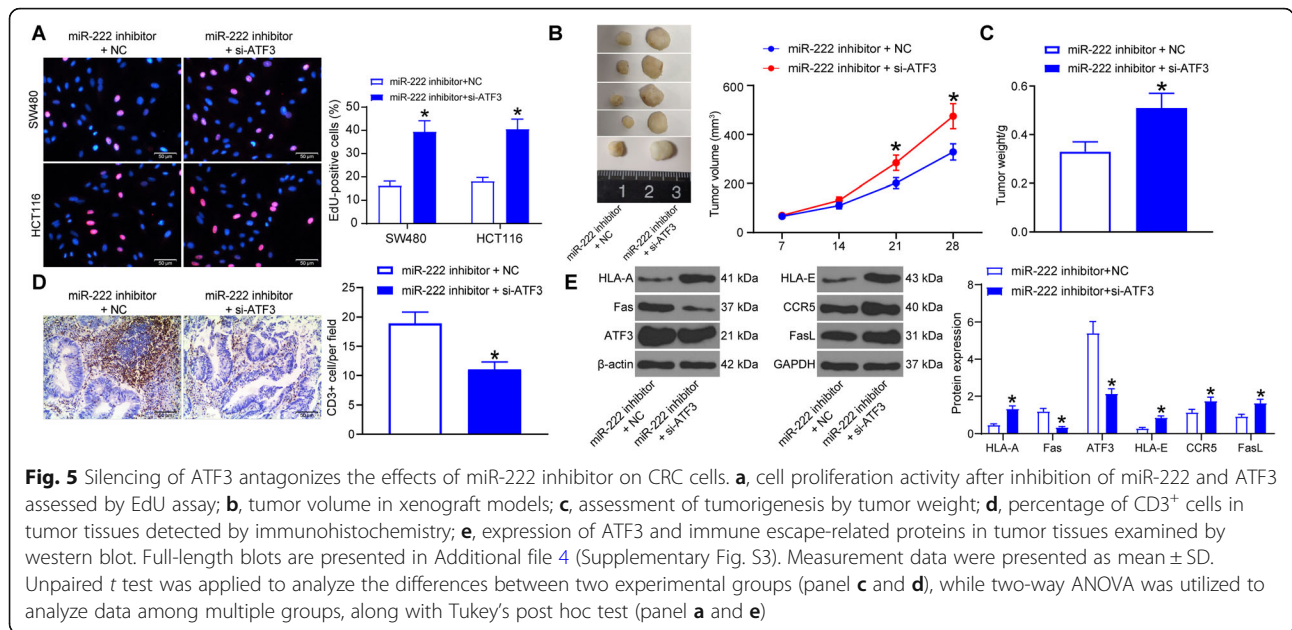 A
miR-222 inhibitor
+ NC
miR-222 inhibitor
+ si-ATF3
SW480
HCT116
50 μm
50 μm
50 μm
50 μm
miR-222 inhibitor+NC
miR-222 inhibitor+si-ATF3
EdU-positive cells (%)
60
50
40
30
20
10
0
*
*
SW480
HCT116
B
1 2 3
miR-222 inhibitor
+ NC
miR-222 inhibitor
+ si-ATF3
miR-222 inhibitor + NC
miR-222 inhibitor + si-ATF3
Tumor volume (mm³)
600
400
200
0
*
*
7
14
21
28
C
miR-222 inhibitor + NC
miR-222 inhibitor + si-ATF3
Tumor weight/g
0.9
0.6
0.3
0.0
*
D
miR-222 inhibitor
+ NC
miR-222 inhibitor
+ si-ATF3
50 μm
50 μm
miR-222 inhibitor + NC
miR-222 inhibitor + si-ATF3
CD3+ cell/per field
25
20
15
10
5
0
*
E
HLA-A 41 kDa
Fas 37 kDa
ATF3 21 kDa
β-actin 42 kDa
miR-222 inhibitor
+ NC
miR-222 inhibitor
+ si-ATF3
HLA-E 43 kDa
CCR5 40 kDa
FasL 31 kDa
GAPDH 37 kDa
miR-222 inhibitor
+ NC
miR-222 inhibitor
+ si-ATF3
miR-222 inhibitor+NC
miR-222 inhibitor+si-ATF3
Protein expression
8
6
4
2
0
*
*
*
*
*
*
HLA-A
Fas
ATF3
HLA-E
CCR5
FasL
Fig. 5 Silencing of ATF3 antagonizes the effects of miR-222 inhibitor on CRC cells. a, cell proliferation activity after inhibition of miR-222 and ATF3
assessed by EdU assay; b, tumor volume in xenograft models; c, assessment of tumorigenesis by tumor weight; d, percentage of CD3⁺ cells in
tumor tissues detected by immunohistochemistry; e, expression of ATF3 and immune escape-related proteins in tumor tissues examined by
western blot. Full-length blots are presented in Additional file 4 (Supplementary Fig. S3). Measurement data were presented as mean ± SD.
Unpaired t test was applied to analyze the differences between two experimental groups (panel c and d), while two-way ANOVA was utilized to
analyze data among multiple groups, along with Tukey's post hoc test (panel a and e)